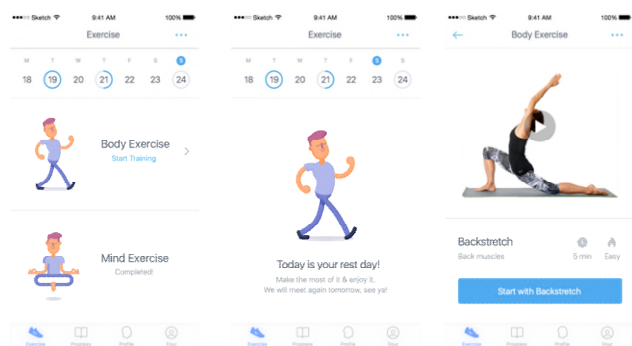 Sketch 9:41 AM 100%
Exercise
M T W T F S S
18 19 20 21 22 23 24
Body Exercise
Start Training
Mind Exercise
Completed!
Exercise Progress Profile Your
Sketch 9:41 AM 100%
Exercise
M T W T F S S
18 19 20 21 22 23 24
Today is your rest day!
Make the most of it & enjoy it.
We will meet again tomorrow, see ya!
Exercise Progress Profile Your
Sketch 9:41 AM 100%
Body Exercise
Backstretch
Back muscles 5 min Easy
Start with Backstretch
Exercise Progress Profile Your